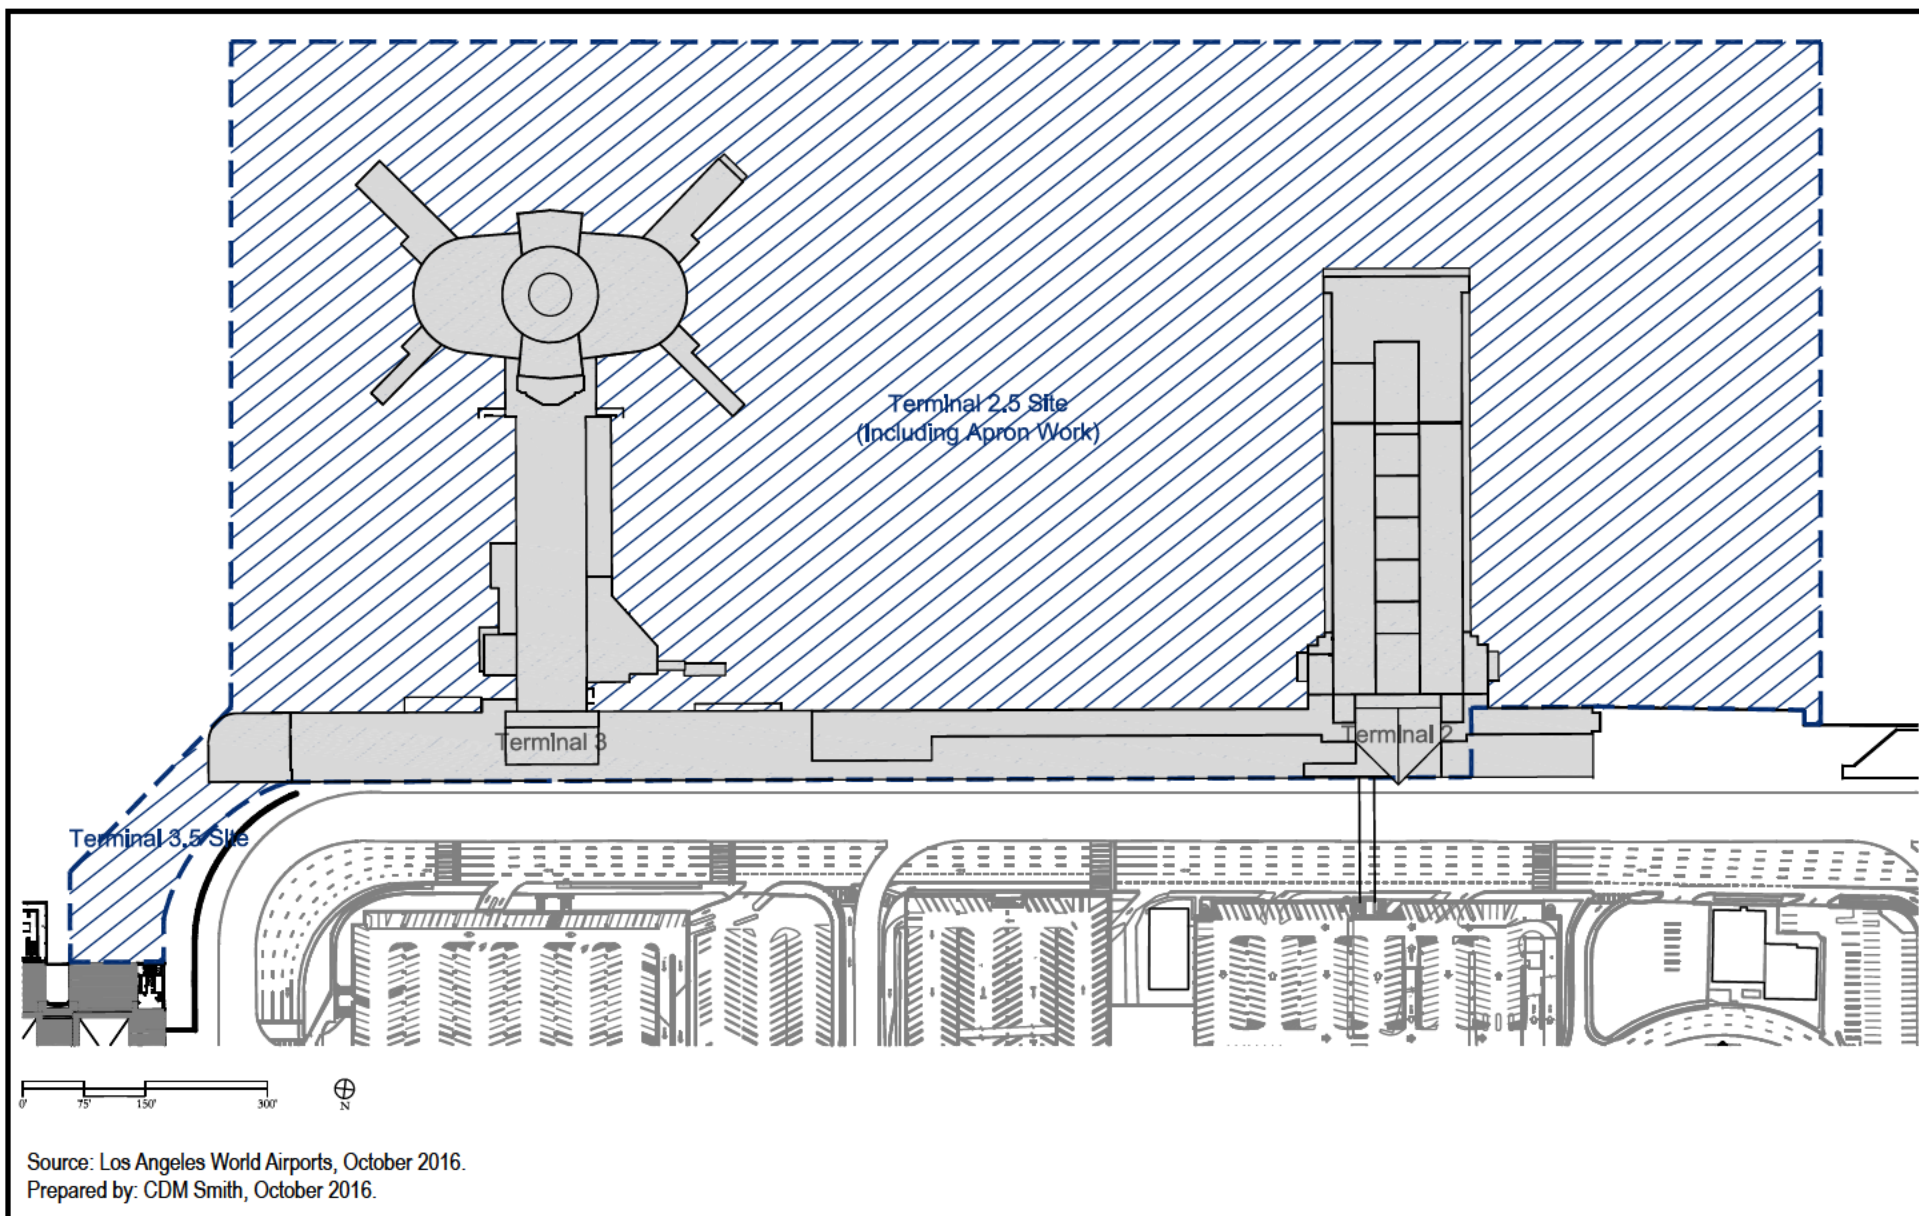 Terminal 2.5 Site
(Including Apron Work)
Terminal 3
Terminal 2
Terminal 3.5 Site
0' 75' 150' 300'
N
Source: Los Angeles World Airports, October 2016.
Prepared by: CDM Smith, October 2016.